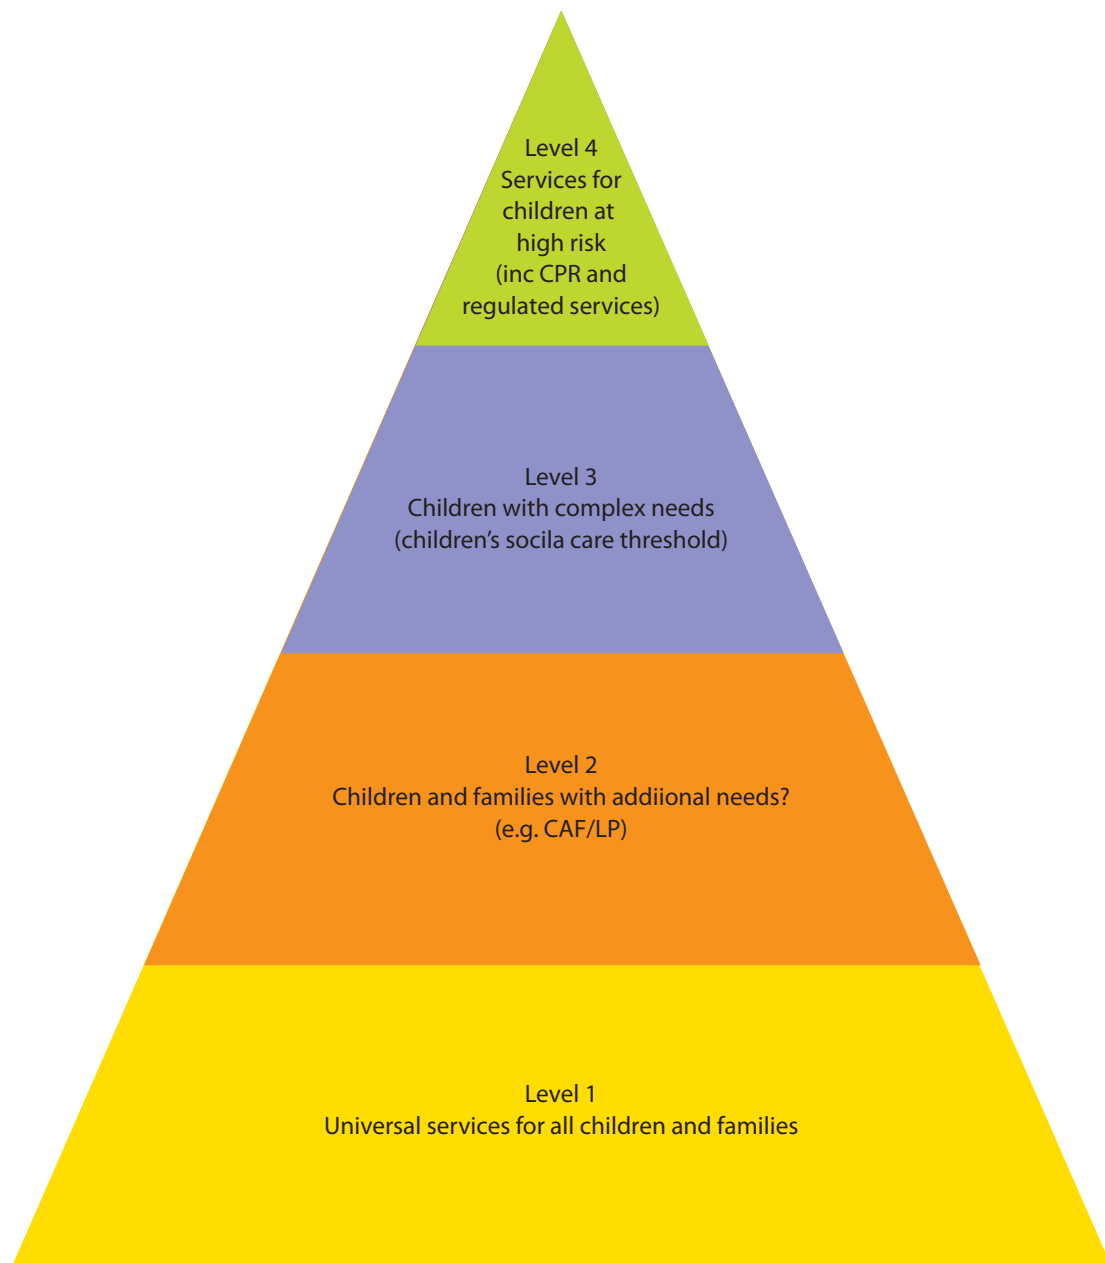 Level 4
Services for
children at
high risk
(inc CPR and
regulated services)
Level 3
Children with complex needs
(children’s socila care threshold)
Level 2
Children and families with addiional needs?
(e.g. CAF/LP)
Level 1
Universal services for all children and families